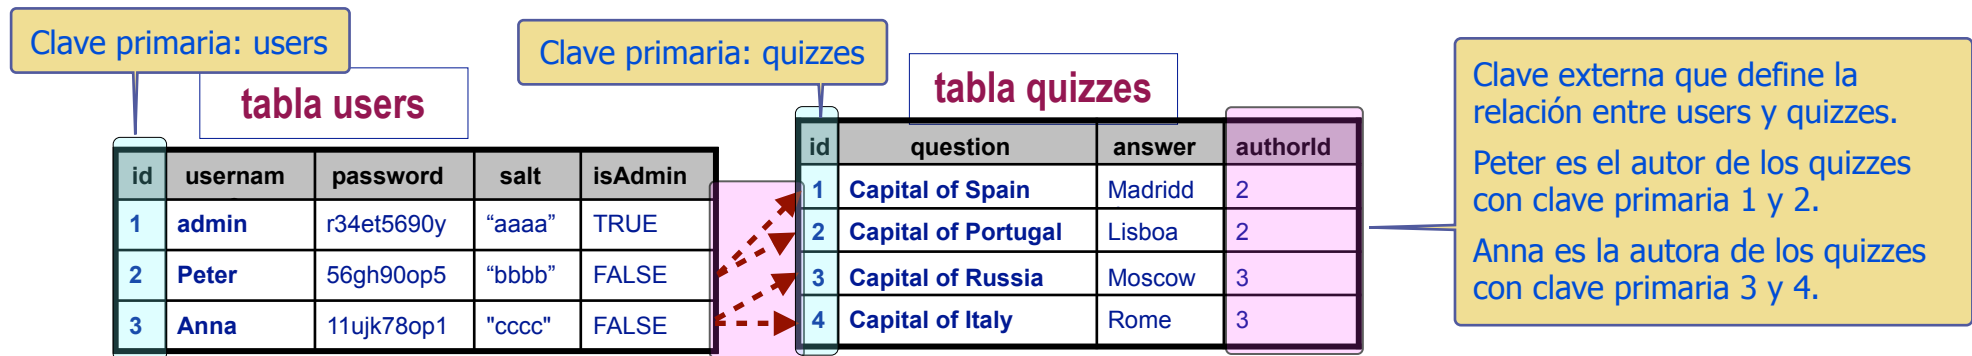 Clave primaria: users
tabla users
id usernam password salt isAdmin
1 admin r34et5690y “aaaa” TRUE
2 Peter 56gh90op5 “bbbb” FALSE
3 Anna 11ujk78op1 "cccc" FALSE
Clave primaria: quizzes
tabla quizzes
id question answer authorId
1 Capital of Spain Madridd 2
2 Capital of Portugal Lisboa 2
3 Capital of Russia Moscow 3
4 Capital of Italy Rome 3
Clave externa que define la
relación entre users y quizzes.
Peter es el autor de los quizzes
con clave primaria 1 y 2.
Anna es la autora de los quizzes
con clave primaria 3 y 4.